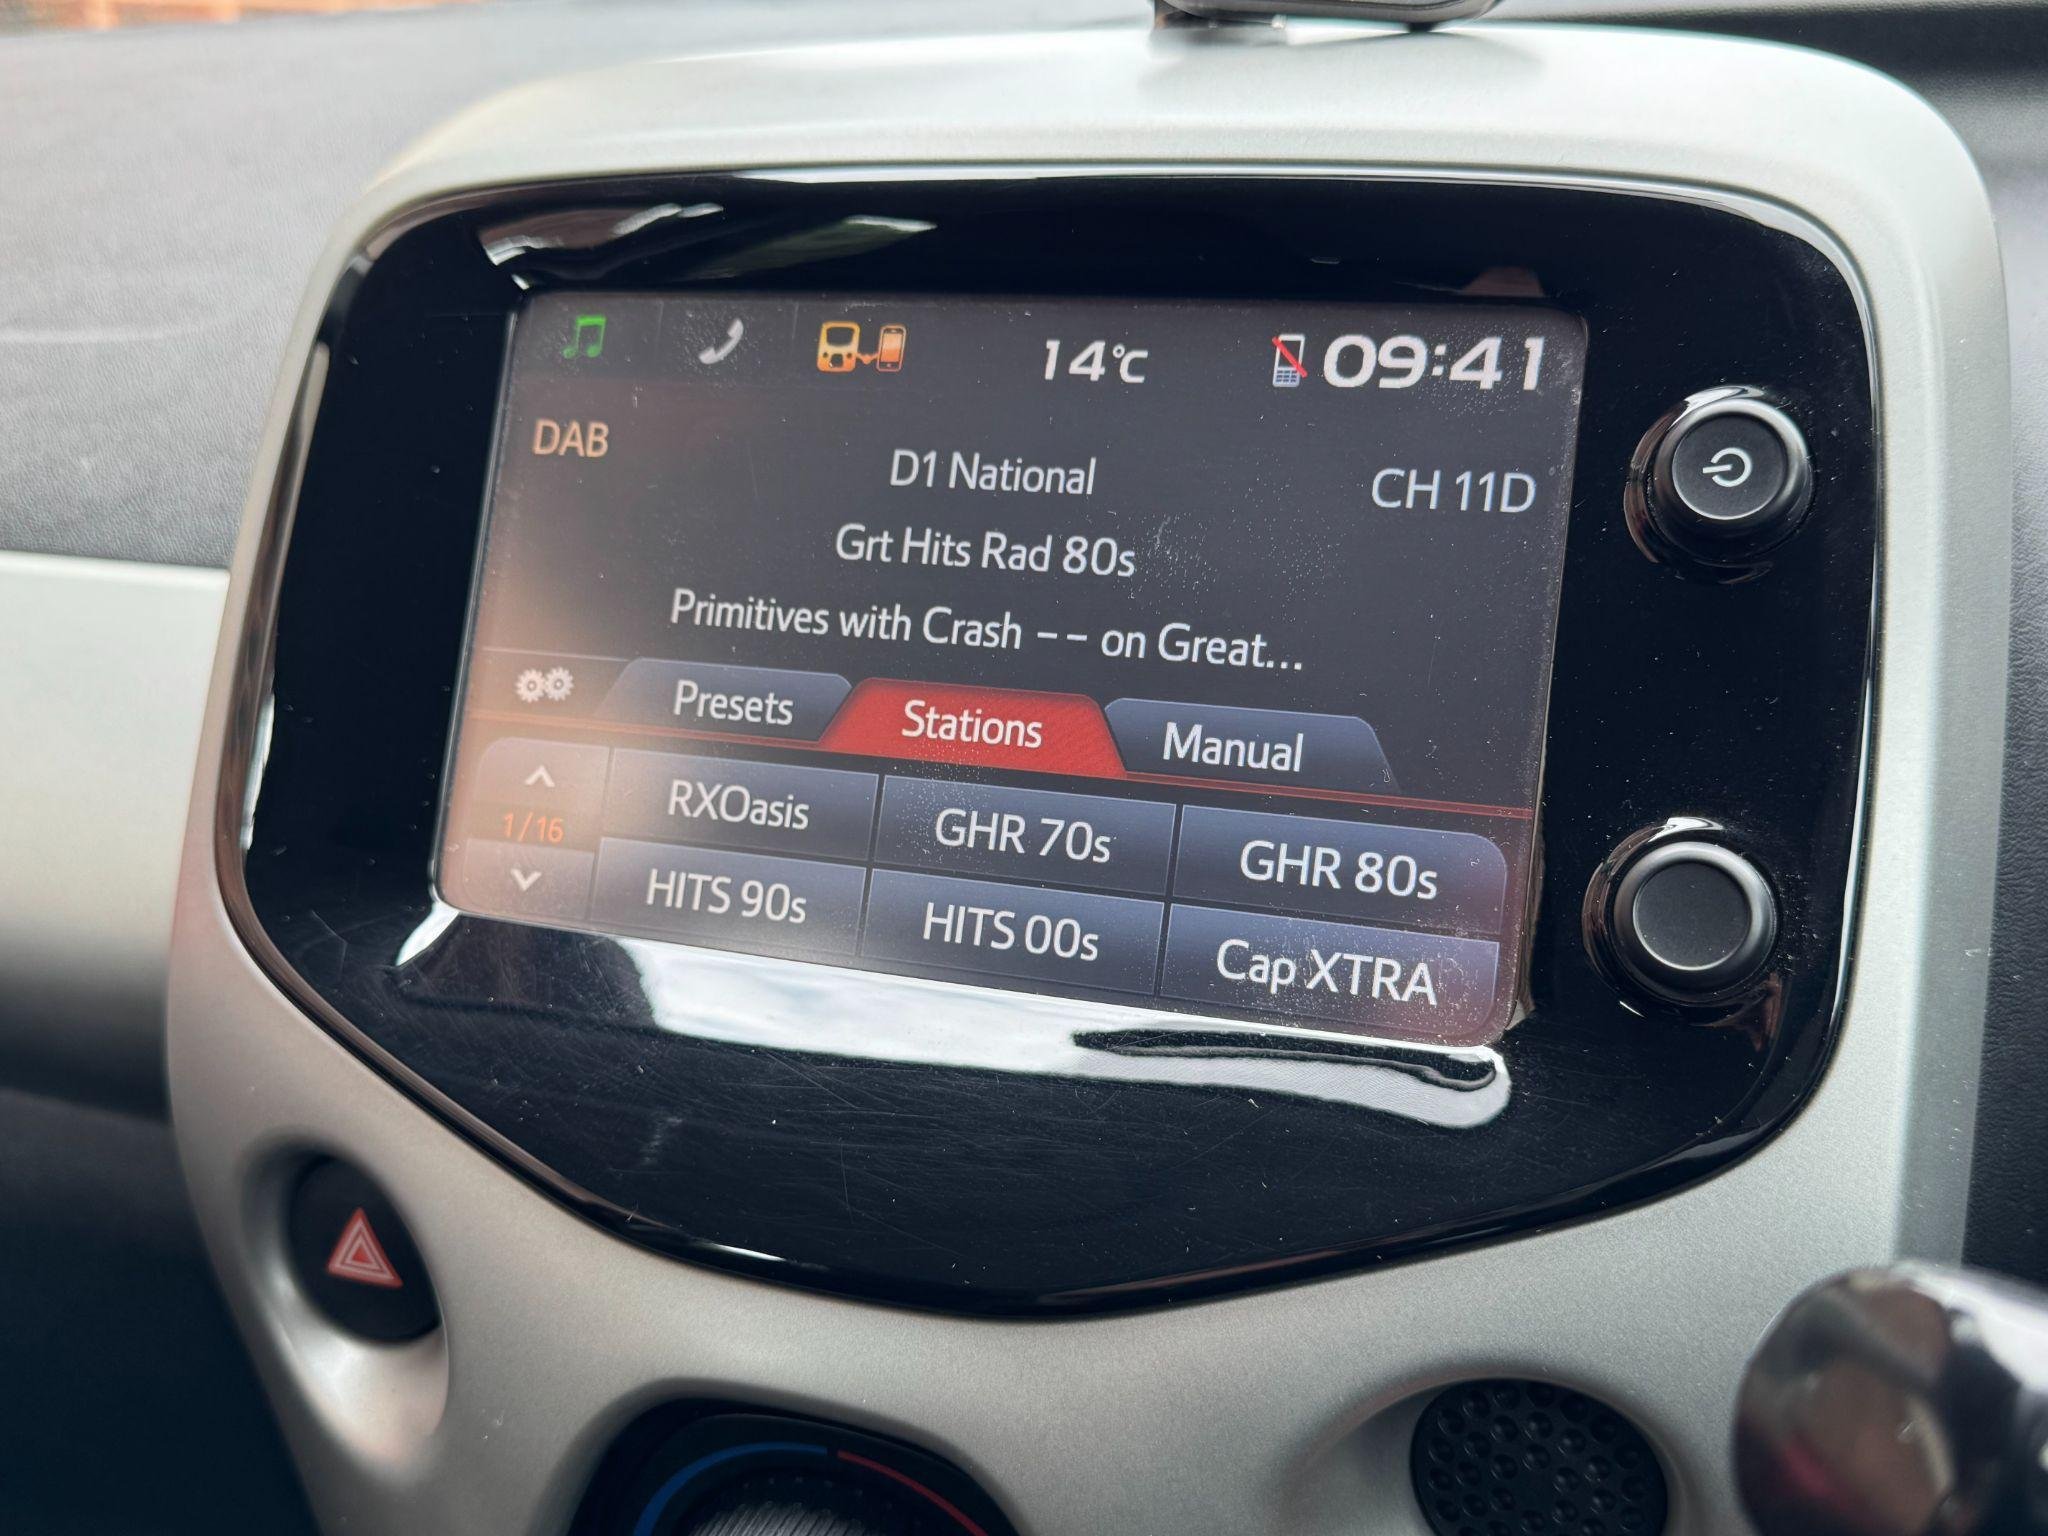 14°C
09:41
DAB
D1 National
CH 11D
Grt Hits Rad 80s
Primitives with Crash -- on Great...
Presets
Stations
Manual
1/16
RXOasis
GHR 70s
GHR 80s
HITS 90s
HITS 00s
Cap XTRA